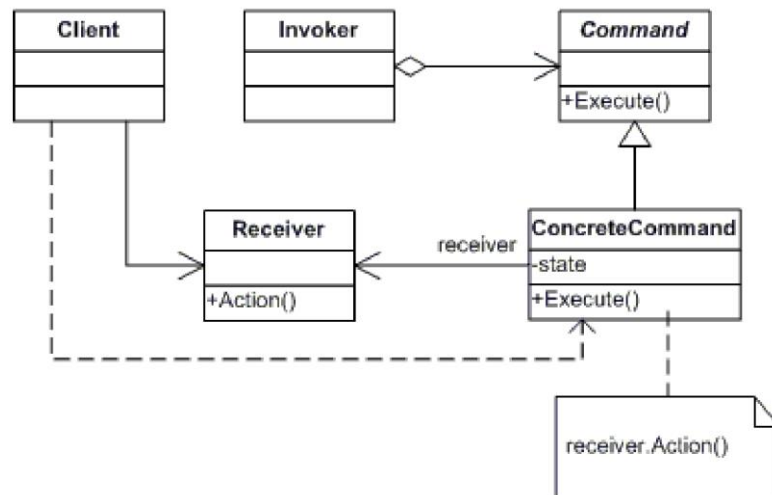 Client
Invoker
Command
+Execute()
Receiver
+Action()
receiver
ConcreteCommand
-state
+Execute()
receiver.Action()